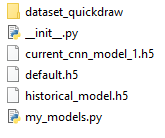 dataset_quickdraw
__init__.py
current_cnn_model_1.h5
default.h5
historical_model.h5
my_models.py